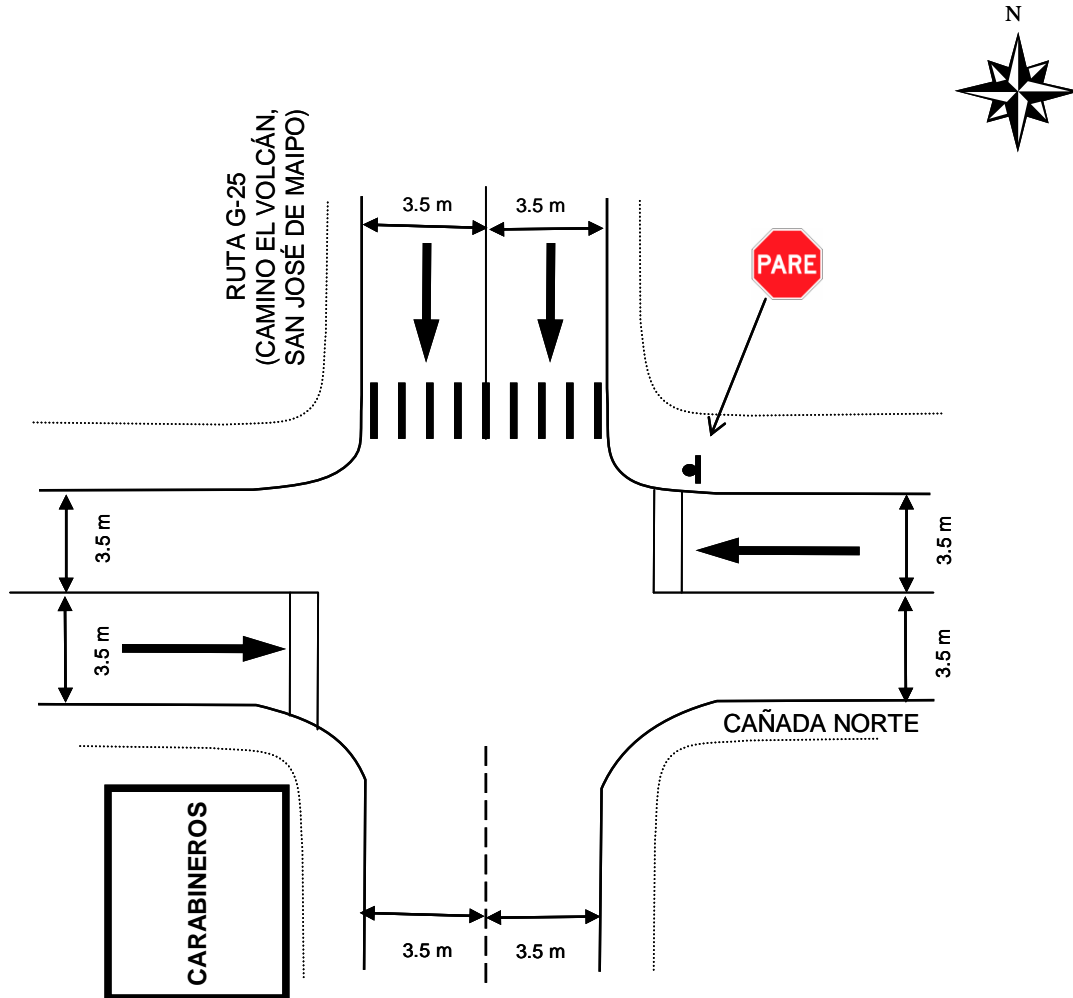 N
RUTA G-25
(CAMINO EL VOLCÁN,
SAN JOSÉ DE MAIPO)
3.5 m
3.5 m
PARE
3.5 m
3.5 m
3.5 m
3.5 m
CAÑADA NORTE
CARABINEROS
3.5 m
3.5 m